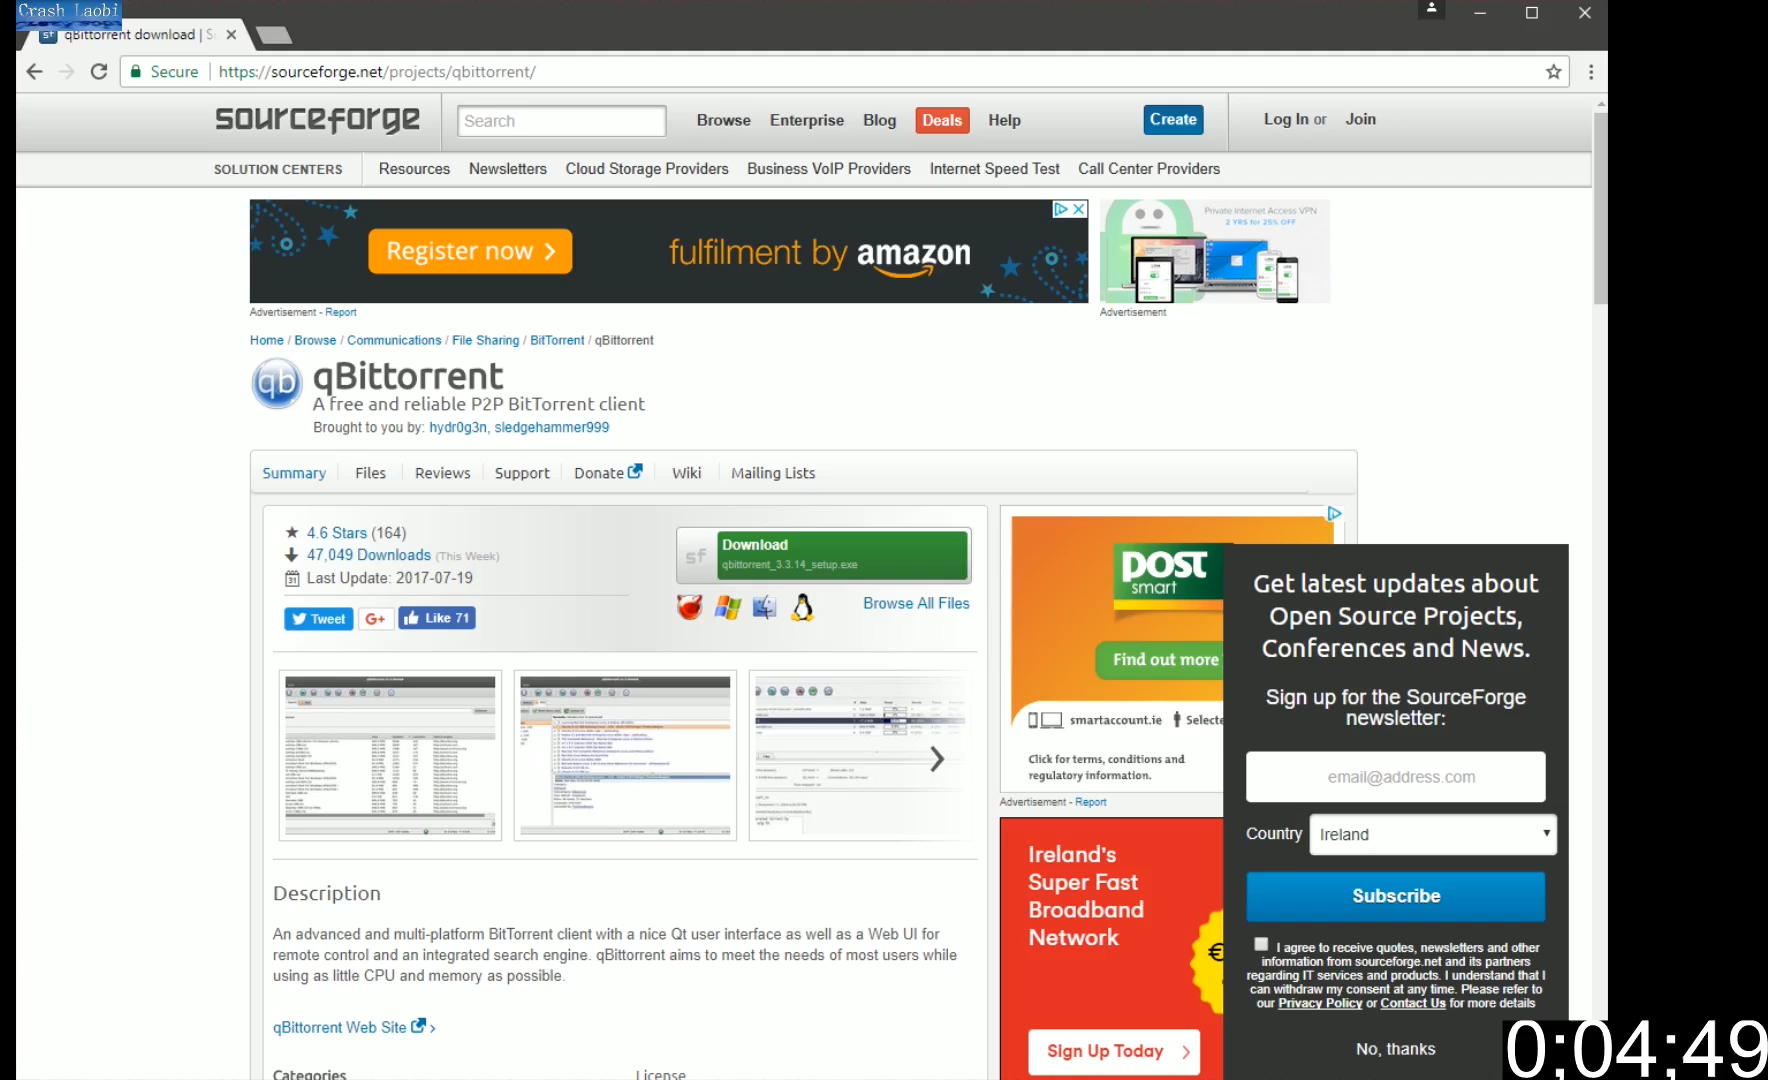 Crash Laobi
qBittorrent download | S
Secure
https://sourceforge.net/projects/qbittorrent/
sourceforge
Search
Browse
Enterprise
Blog
Deals
Help
Create
Log In or Join
SOLUTION CENTERS
Resources
Newsletters
Cloud Storage Providers
Business VoIP Providers
Internet Speed Test
Call Center Providers
Register now >
fulfilment by amazon
Private Internet Access VPN
2 YRS for 25% OFF
Advertisement - Report
Advertisement
Home / Browse / Communications / File Sharing / BitTorrent / qBittorrent
qb
qBittorrent
A free and reliable P2P BitTorrent client
Brought to you by: hydr0g3n, sledgehammer999
Summary
Files
Reviews
Support
Donate
Wiki
Mailing Lists
4.6 Stars (164)
47,049 Downloads (This Week)
Last Update: 2017-07-19
Tweet
G+
Like 71
sf
Download
qbittorrent_3.3.14_setup.exe
Browse All Files
Description
An advanced and multi-platform BitTorrent client with a nice Qt user interface as well as a Web UI for
remote control and an integrated search engine. qBittorrent aims to meet the needs of most users while
using as little CPU and memory as possible.
qBittorrent Web Site ›
Categories
License
post
smart
Find out more
smartaccount.ie
Selecte
Click for terms, conditions and
regulatory information.
Advertisement - Report
Ireland's
Super Fast
Broadband
Network
€
Sign Up Today >
Get latest updates about
Open Source Projects,
Conferences and News.
Sign up for the SourceForge
newsletter:
email@address.com
Country
Ireland
Subscribe
I agree to receive quotes, newsletters and other
information from sourceforge.net and its partners
regarding IT services and products. I understand that I
can withdraw my consent at any time. Please refer to
our Privacy Policy or Contact Us for more details
No, thanks
0;04;49